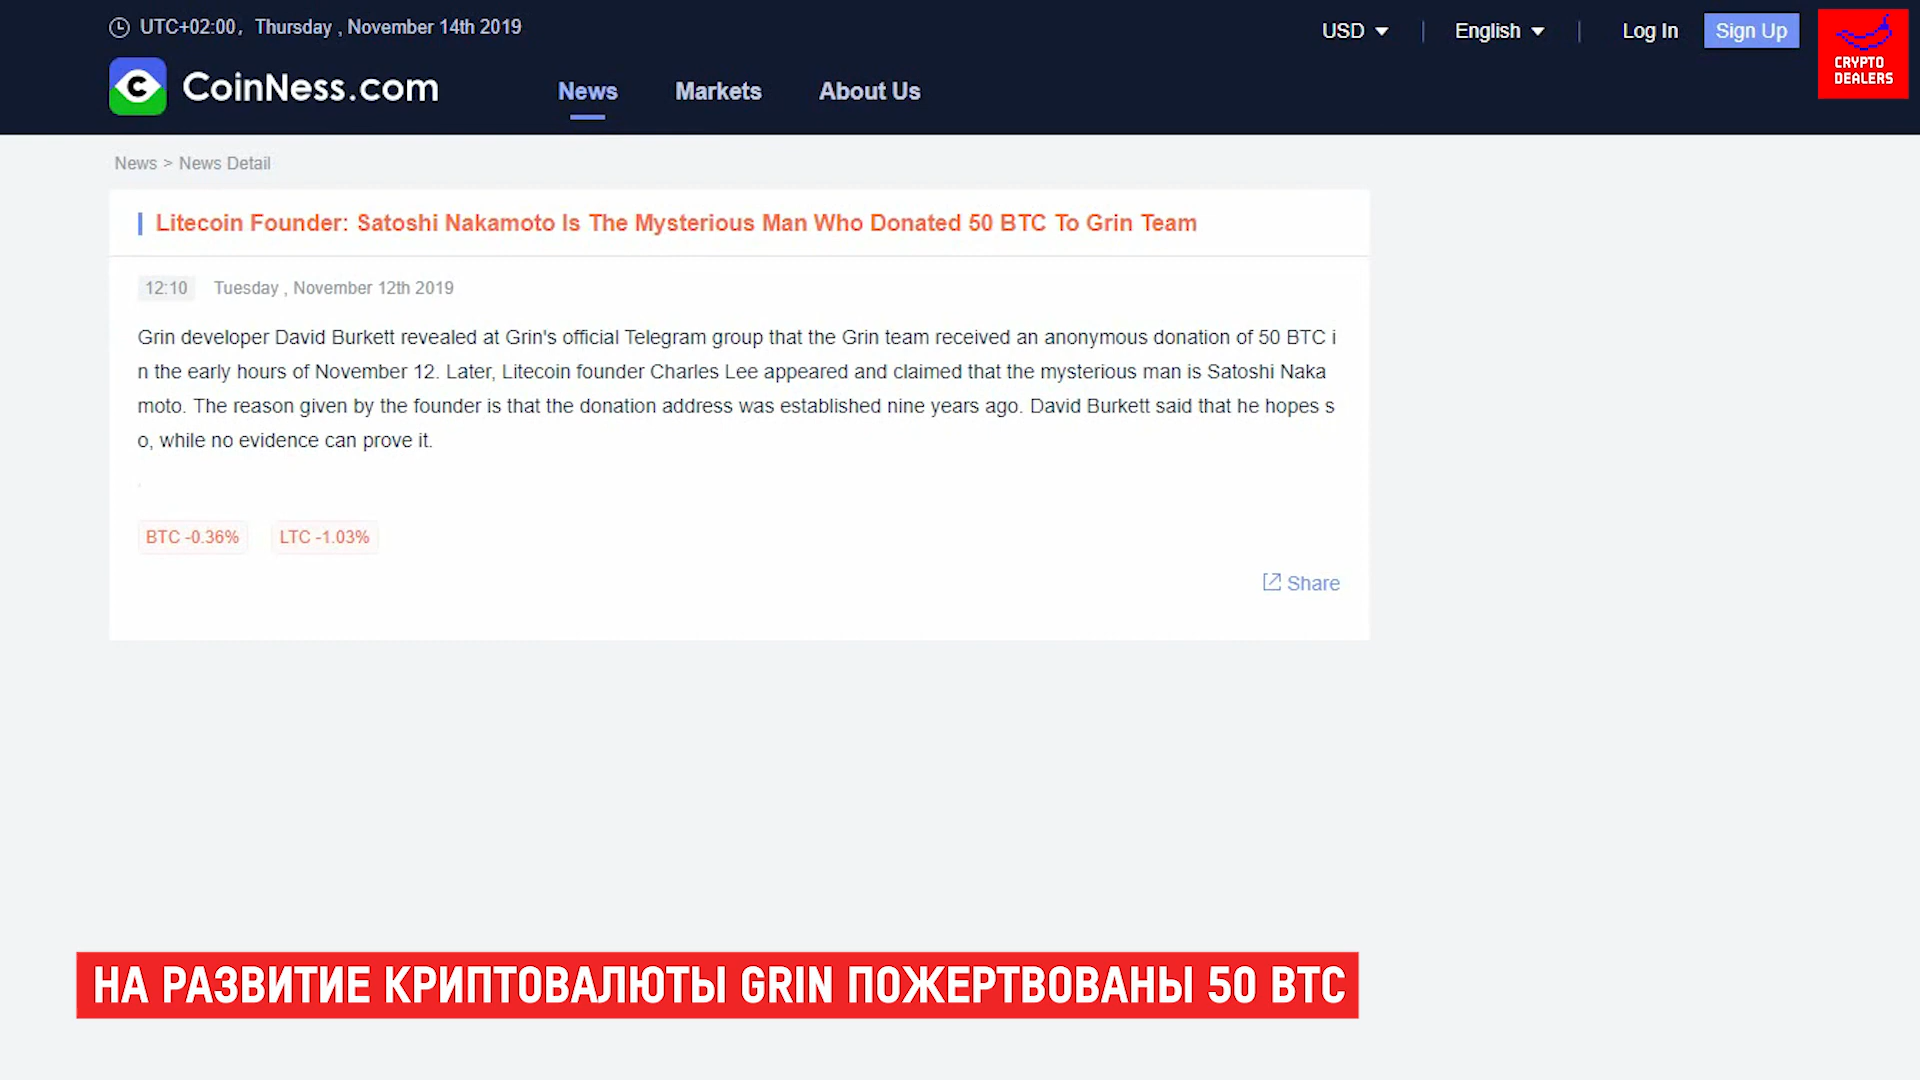 UTC+02:00, Thursday , November 14th 2019
USD
English
Log In
Sign Up
CRYPTO
DEALERS
CoinNess.com
News
Markets
About Us
News > News Detail
Litecoin Founder: Satoshi Nakamoto Is The Mysterious Man Who Donated 50 BTC To Grin Team
12:10 Tuesday , November 12th 2019
Grin developer David Burkett revealed at Grin's official Telegram group that the Grin team received an anonymous donation of 50 BTC i
n the early hours of November 12. Later, Litecoin founder Charles Lee appeared and claimed that the mysterious man is Satoshi Naka
moto. The reason given by the founder is that the donation address was established nine years ago. David Burkett said that he hopes s
o, while no evidence can prove it.
BTC -0.36%
LTC -1.03%
Share
НА РАЗВИТИЕ КРИПТОВАЛЮТЫ GRIN ПОЖЕРТВОВАНЫ 50 BTC